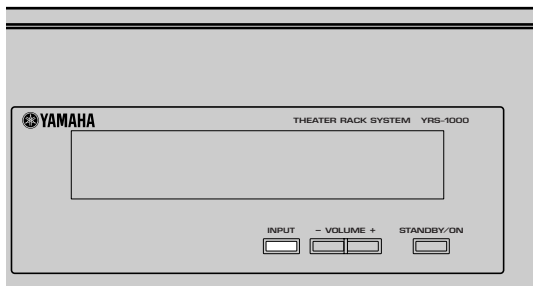 YAMAHA THEATER RACK SYSTEM YRS-1000
INPUT – VOLUME + STANDBY/ON